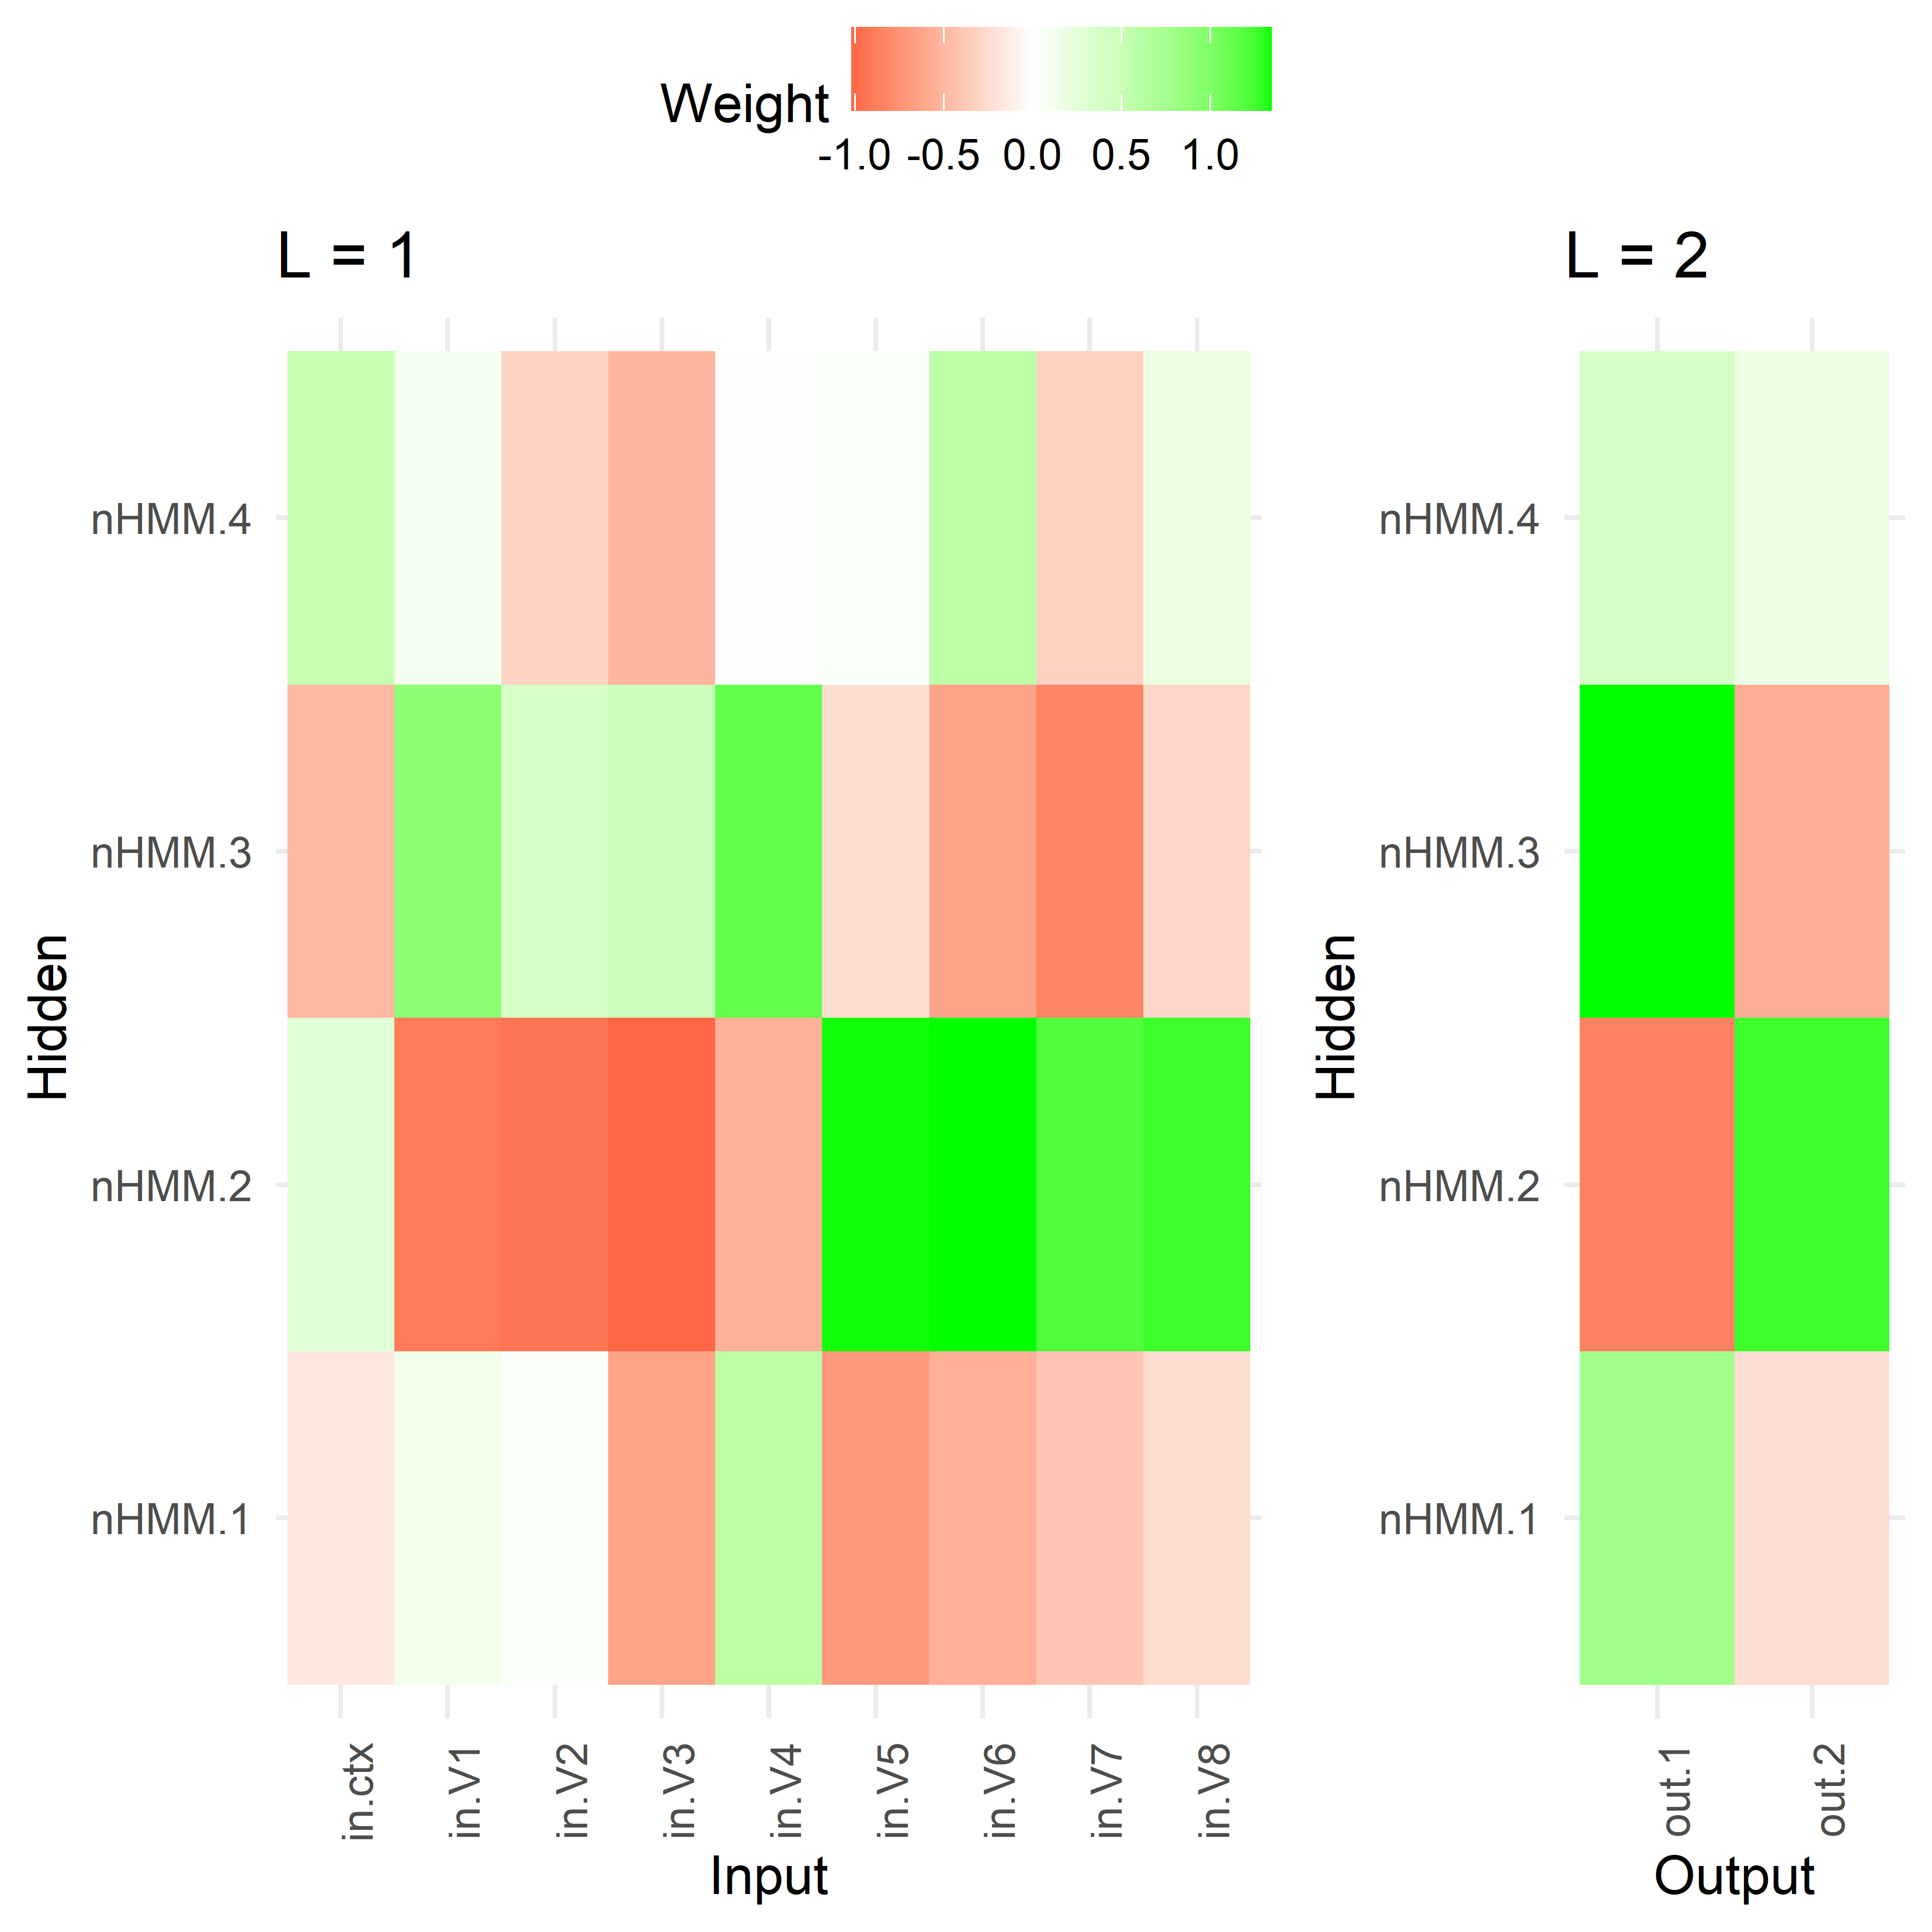 Weight
-1.0 -0.5 0.0 0.5 1.0
L = 1
L = 2
Hidden
nHMM.4
nHMM.3
nHMM.2
nHMM.1
in.ctx
in.V1
in.V2
in.V3
in.V4
in.V5
in.V6
in.V7
in.V8
Input
Hidden
nHMM.4
nHMM.3
nHMM.2
nHMM.1
out.1
out.2
Output